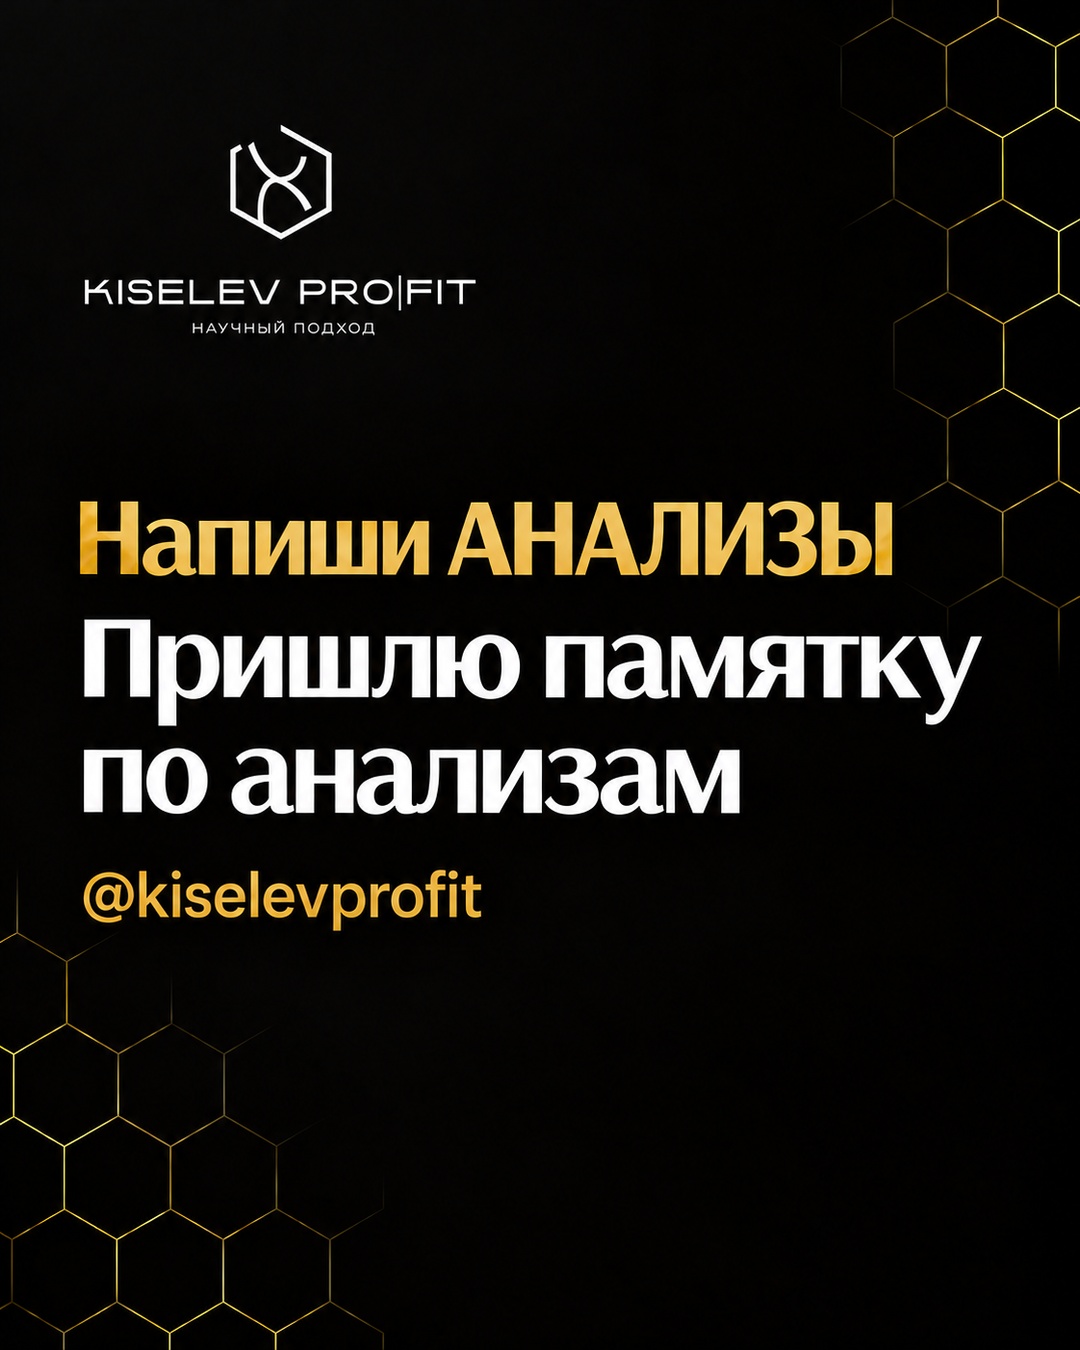 KISELEV PRO|FIT
НАУЧНЫЙ ПОДХОД
Напиши АНАЛИЗЫ
Пришлю памятку
по анализам
@kiselevprofit